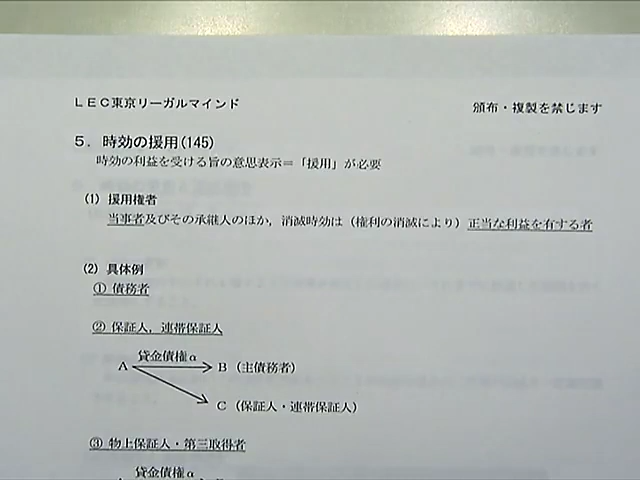 LEC東京リーガルマインド
頒布・複製を禁じます
5．時効の援用(145)
時効の利益を受ける旨の意思表示＝「援用」が必要
(1) 援用権者
当事者及びその承継人のほか，消滅時効は（権利の消滅により）正当な利益を有する者
(2) 具体例
① 債務者
② 保証人，連帯保証人
貸金債権α
A B（主債務者）
C（保証人・連帯保証人）
③ 物上保証人・第三取得者
貸金債権α